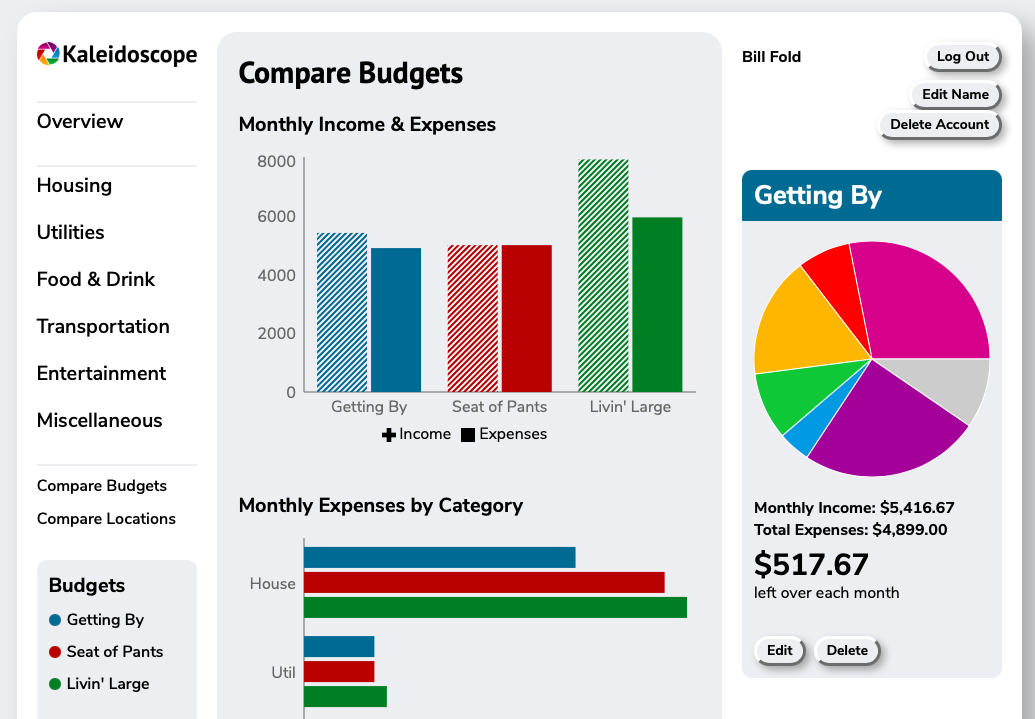 Kaleidoscope
Overview
Housing
Utilities
Food & Drink
Transportation
Entertainment
Miscellaneous
Compare Budgets
Compare Locations
Budgets
Getting By
Seat of Pants
Livin' Large
Compare Budgets
Monthly Income & Expenses
8000
6000
4000
2000
0
Getting By Seat of Pants Livin' Large
Income Expenses
Monthly Expenses by Category
House
Util
Bill Fold
Log Out
Edit Name
Delete Account
Getting By
Monthly Income: $5,416.67
Total Expenses: $4,899.00
$517.67
left over each month
Edit Delete